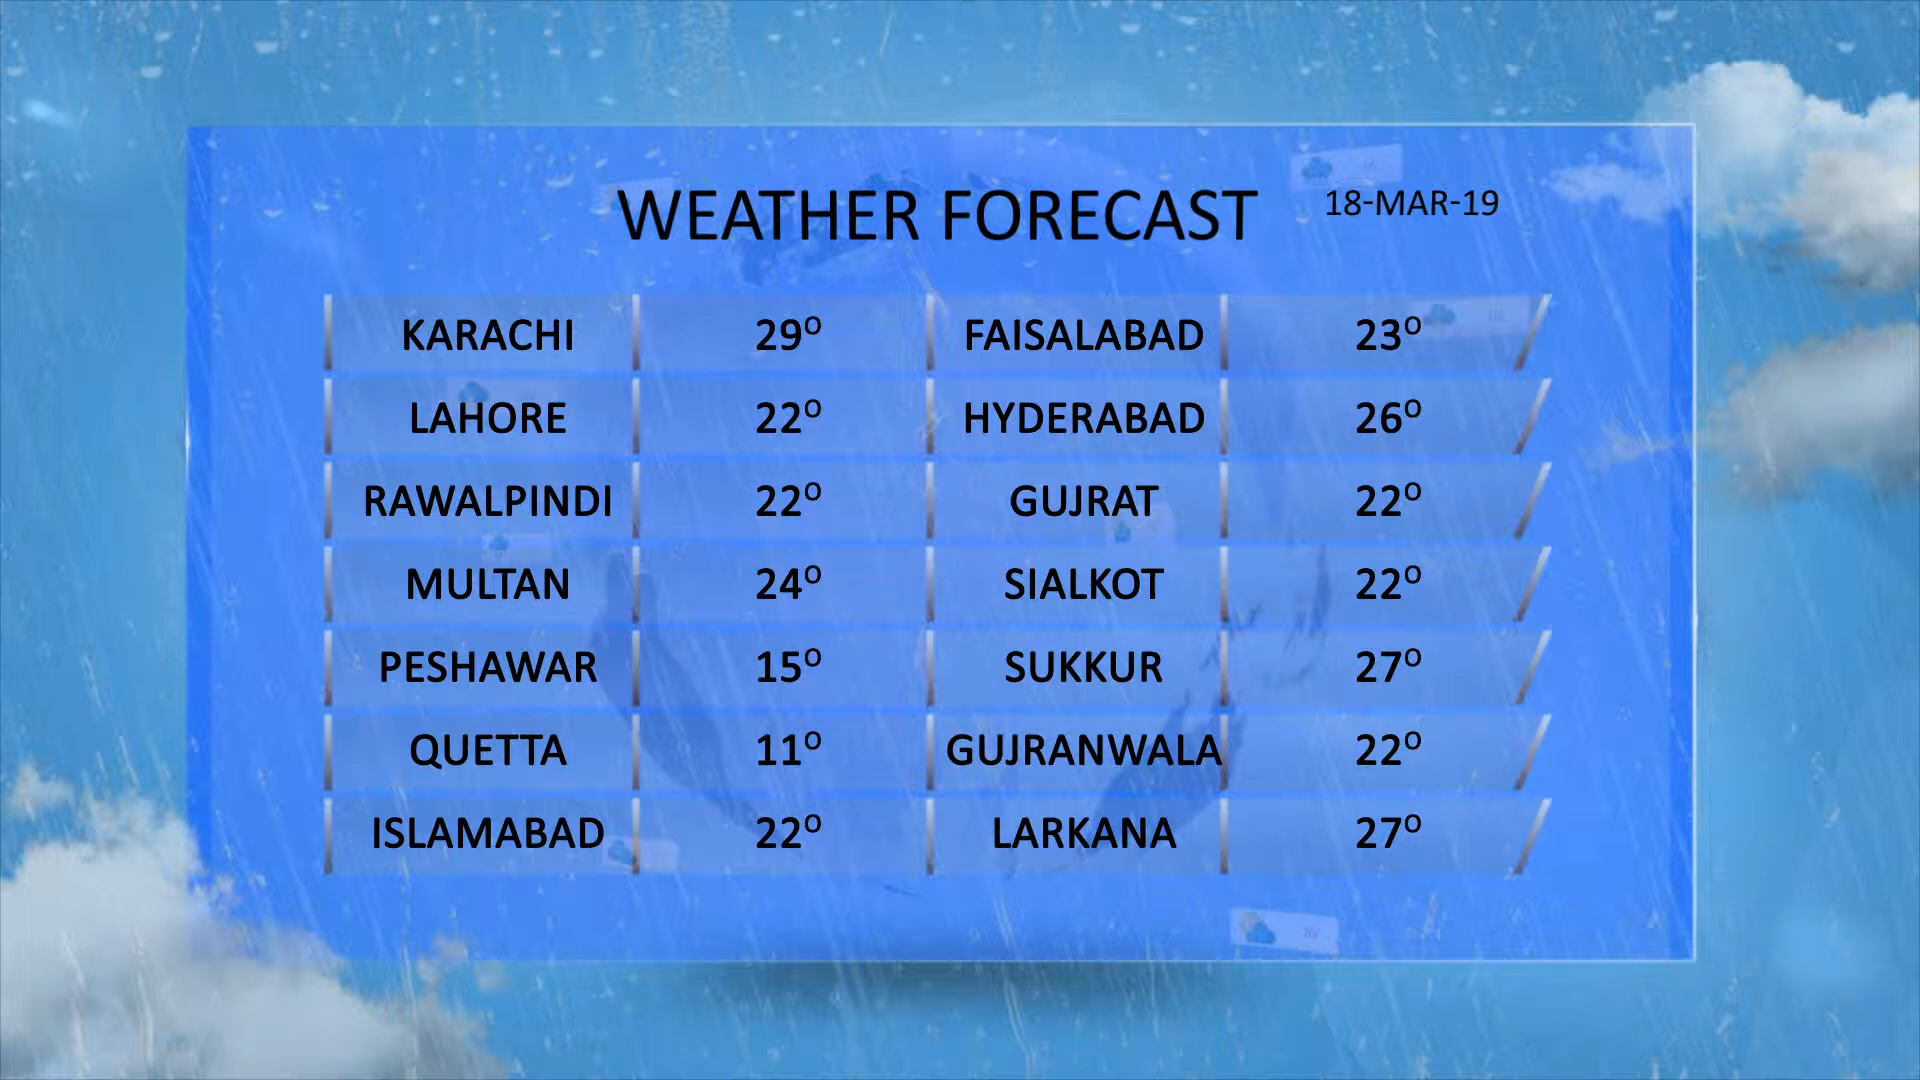 WEATHER FORECAST 18-MAR-19
KARACHI 29° FAISALABAD 23°
LAHORE 22° HYDERABAD 26°
RAWALPINDI 22° GUJRAT 22°
MULTAN 24° SIALKOT 22°
PESHAWAR 15° SUKKUR 27°
QUETTA 11° GUJRANWALA 22°
ISLAMABAD 22° LARKANA 27°